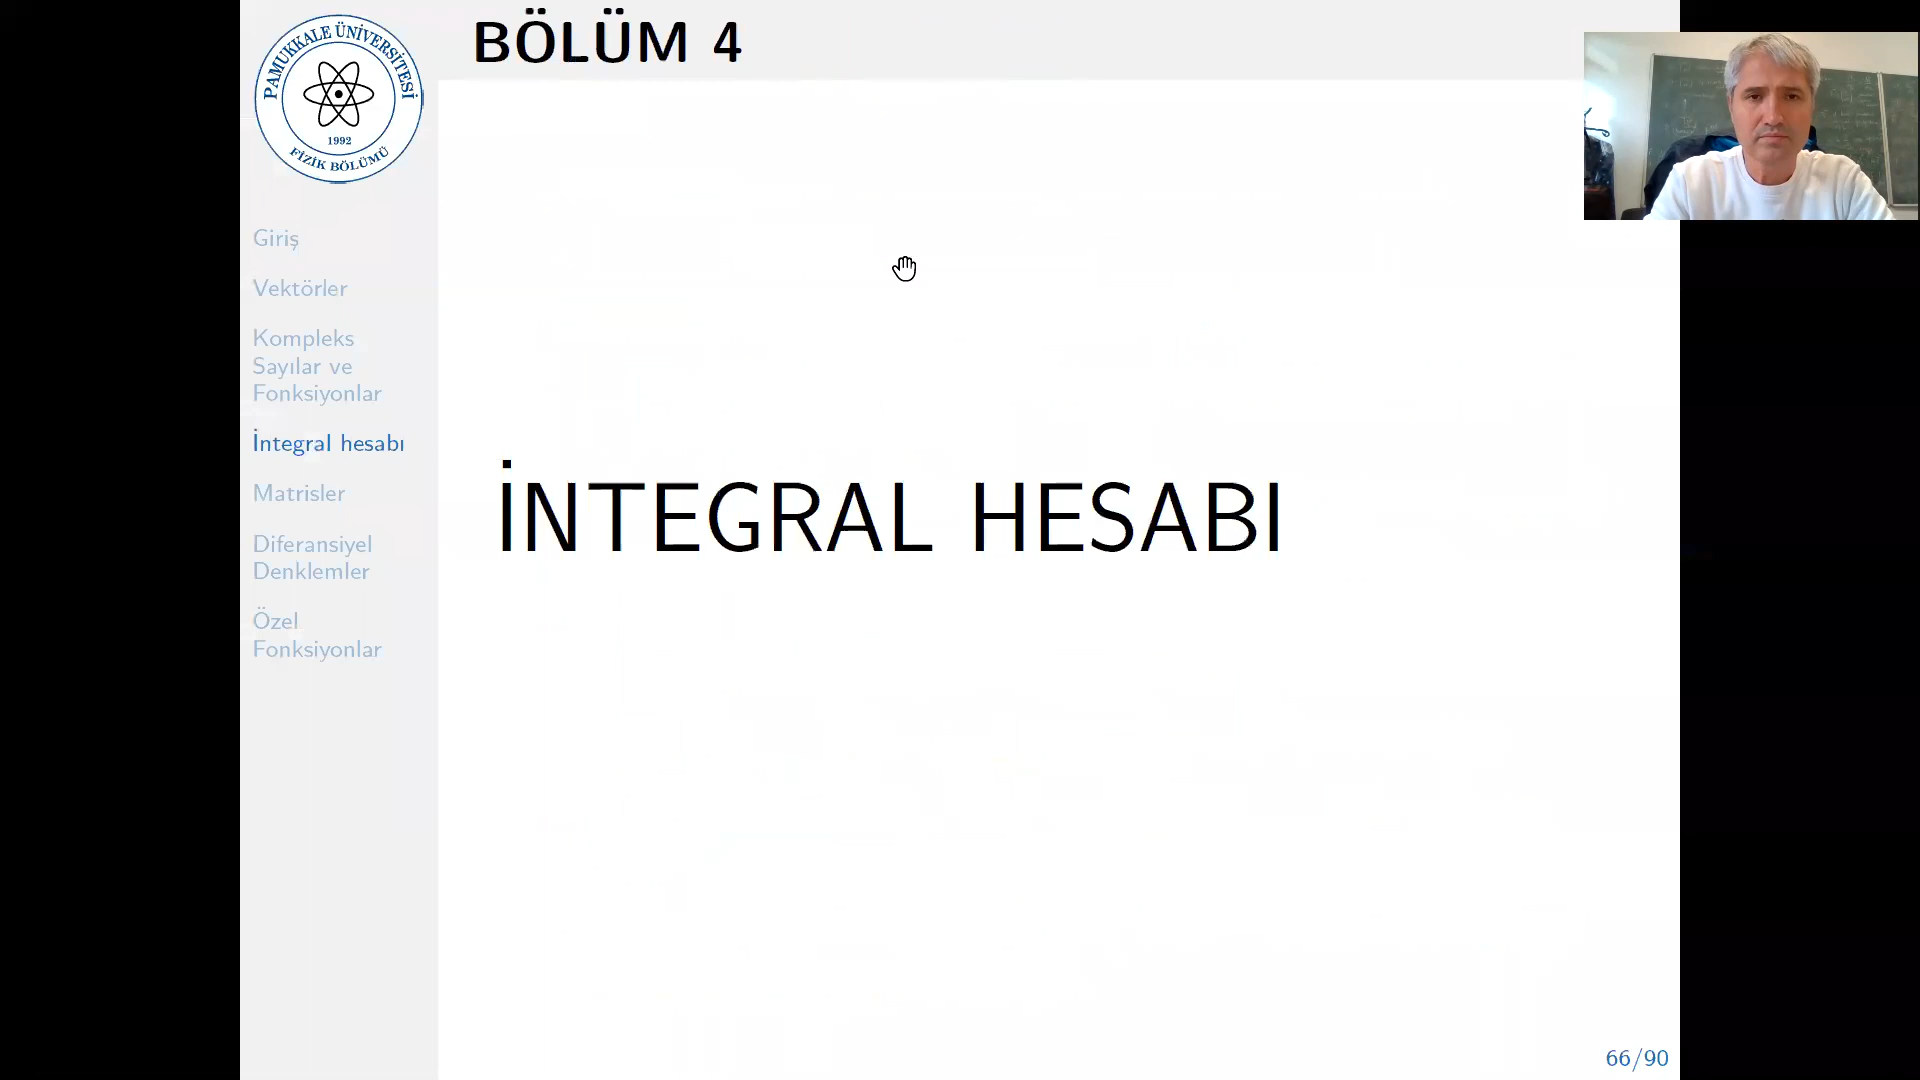 PAMUKKALE ÜNİVERSİTESİ
1992
FİZİK BÖLÜMÜ
BÖLÜM 4
Giriş
Vektörler
Kompleks
Sayılar ve
Fonksiyonlar
İntegral hesabı
Matrisler
Diferansiyel
Denklemler
Özel
Fonksiyonlar
İNTEGRAL HESABI
66/90